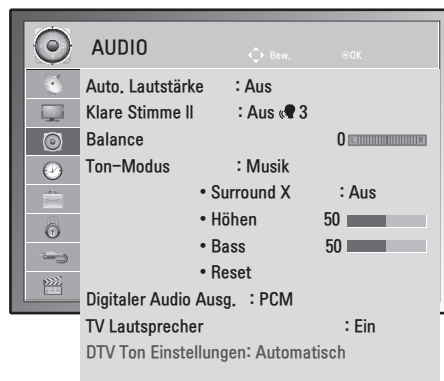 AUDIO Bew. OK
Auto. Lautstärke : Aus
Klare Stimme II : Aus 3
Balance 0 L R
Ton-Modus : Musik
• Surround X : Aus
• Höhen 50
• Bass 50
• Reset
Digitaler Audio Ausg. : PCM
TV Lautsprecher : Ein
DTV Ton Einstellungen: Automatisch